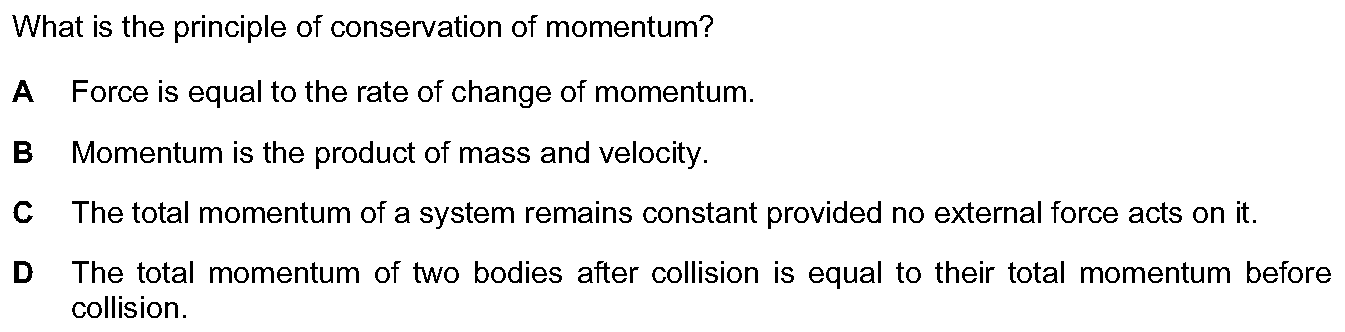 What is the principle of conservation of momentum?
A Force is equal to the rate of change of momentum.
B Momentum is the product of mass and velocity.
C The total momentum of a system remains constant provided no external force acts on it.
D The total momentum of two bodies after collision is equal to their total momentum before
collision.